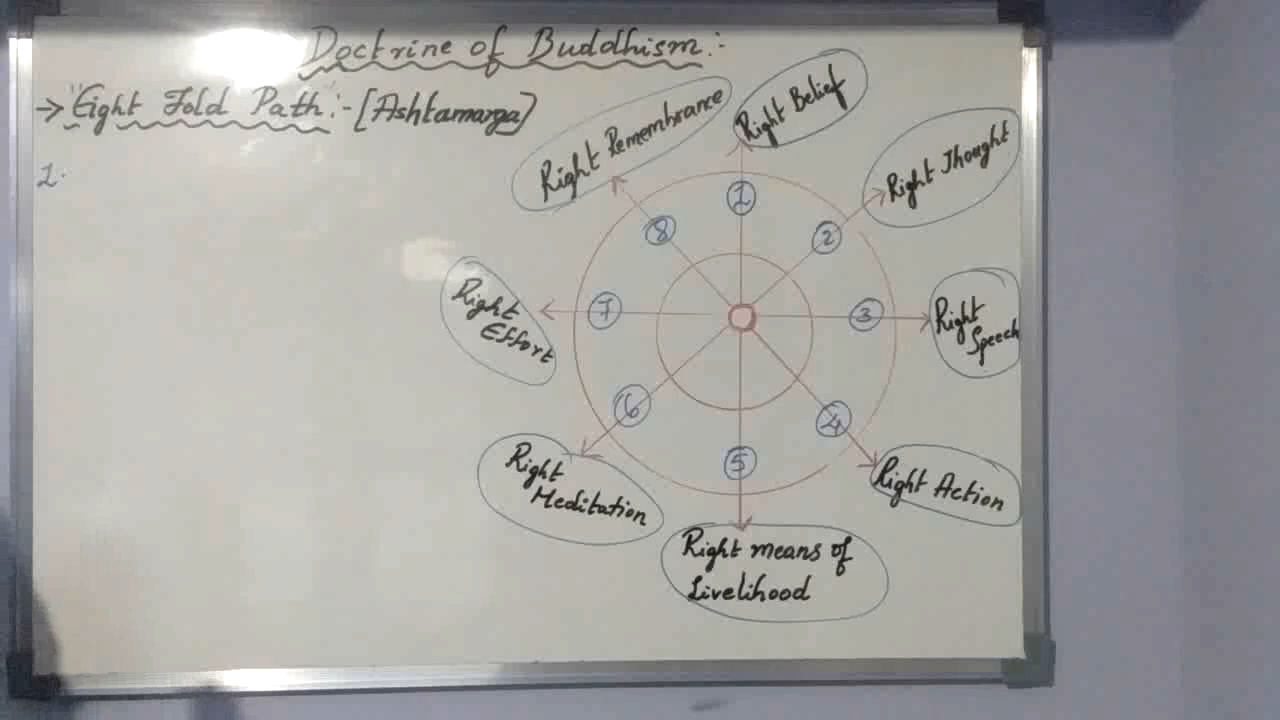 Doctrine of Buddhism:-
→ "Eight Fold Path:- [Ashtamarga]
1.
1
Right Belief
2
Right Thought
3
Right
Speech
4
Right Action
5
Right means of
Livelihood
6
Right
Meditation
7
Right
Effort
8
Right Remembrance